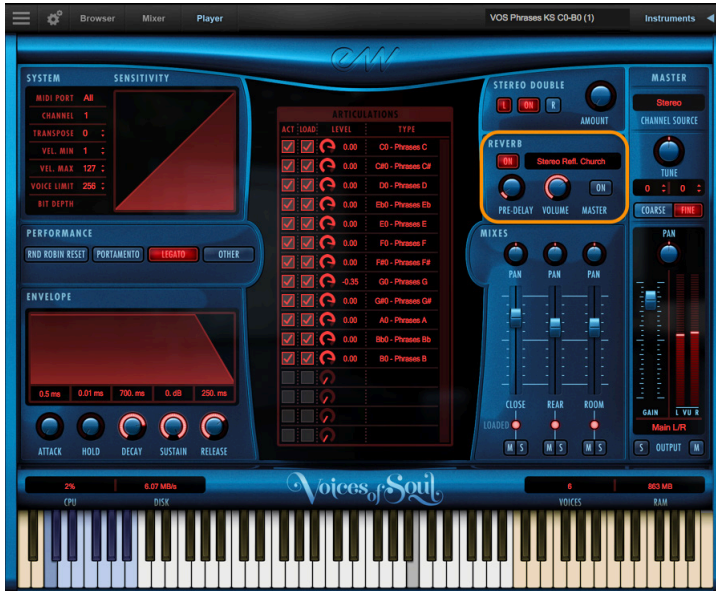 Browser Mixer Player VOS Phrases KS C0-B0 (1) Instruments
EW
SYSTEM SENSITIVITY
MIDI PORT All
CHANNEL 1
TRANSPOSE 0
VEL. MIN 1
VEL. MAX 127
VOICE LIMIT 256
BIT DEPTH
PERFORMANCE
RND ROBIN RESET PORTAMENTO LEGATO OTHER
ENVELOPE
0.5 ms 0.01 ms 700. ms 0. dB 250. ms
ATTACK HOLD DECAY SUSTAIN RELEASE
ARTICULATIONS
ACT LOAD LEVEL TYPE
0.00 C0 - Phrases C
0.00 C#0 - Phrases C#
0.00 D0 - Phrases D
0.00 Eb0 - Phrases Eb
0.00 E0 - Phrases E
0.00 F0 - Phrases F
0.00 F#0 - Phrases F#
-0.35 G0 - Phrases G
0.00 G#0 - Phrases G#
0.00 A0 - Phrases A
0.00 Bb0 - Phrases Bb
0.00 B0 - Phrases B
STEREO DOUBLE
L ON R
AMOUNT
REVERB
ON Stereo Refl. Church
ON
PRE-DELAY VOLUME MASTER
MIXES
PAN PAN PAN
CLOSE REAR ROOM
LOADED
M S M S M S
MASTER
Stereo
CHANNEL SOURCE
TUNE
0 0
COARSE FINE
PAN
GAIN L VU R
Main L/R
S OUTPUT M
2% 6.07 MB/s
CPU DISK
Voices of Soul
6 863 MB
VOICES RAM